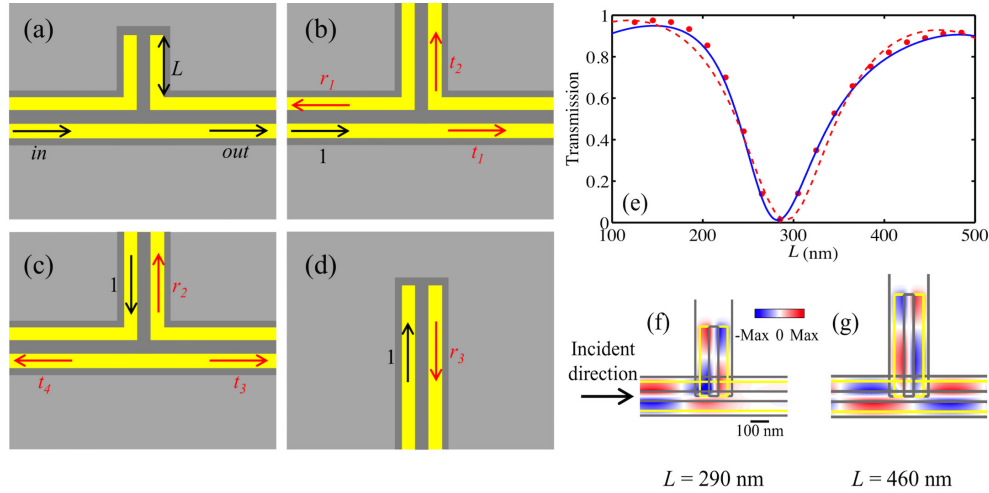 (a)
L
in
out
(b)
r1
t2
1
t1
(c)
1
r2
t4
t3
(d)
1
r3
(e)
Transmission
1
0.8
0.6
0.4
0.2
0
100
200
300
400
500
L (nm)
(f)
-Max 0 Max
(g)
Incident
direction
100 nm
L = 290 nm
L = 460 nm